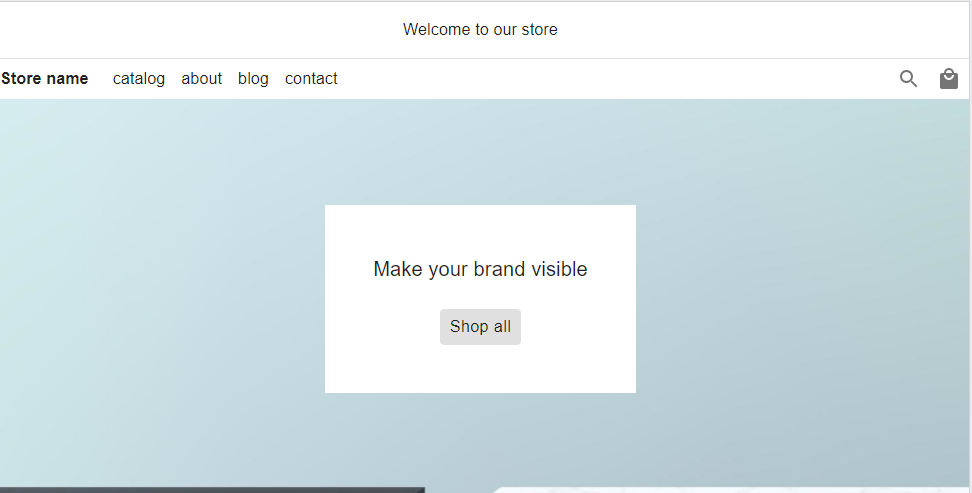 Welcome to our store
Store name catalog about blog contact
Make your brand visible
Shop all